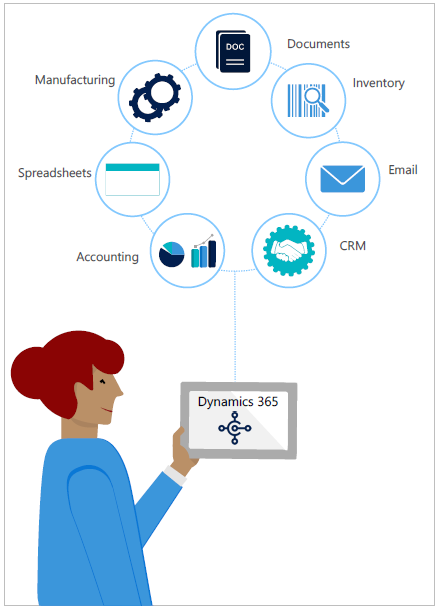 DOC
Documents
Manufacturing
Inventory
Spreadsheets
Email
Accounting
CRM
Dynamics 365